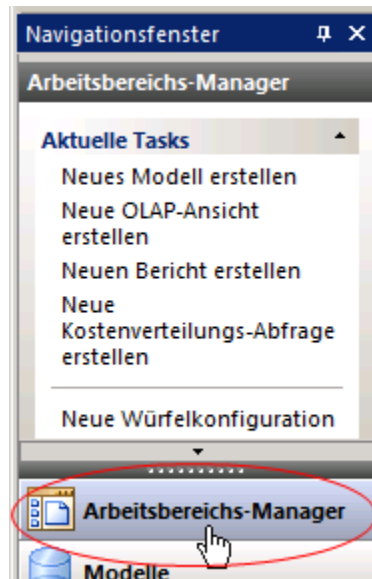 Navigationsfenster
Arbeitsbereichs-Manager
Aktuelle Tasks
Neues Modell erstellen
Neue OLAP-Ansicht
erstellen
Neuen Bericht erstellen
Neue
Kostenverteilungs-Abfrage
erstellen
Neue Würfelkonfiguration
Arbeitsbereichs-Manager
Modelle